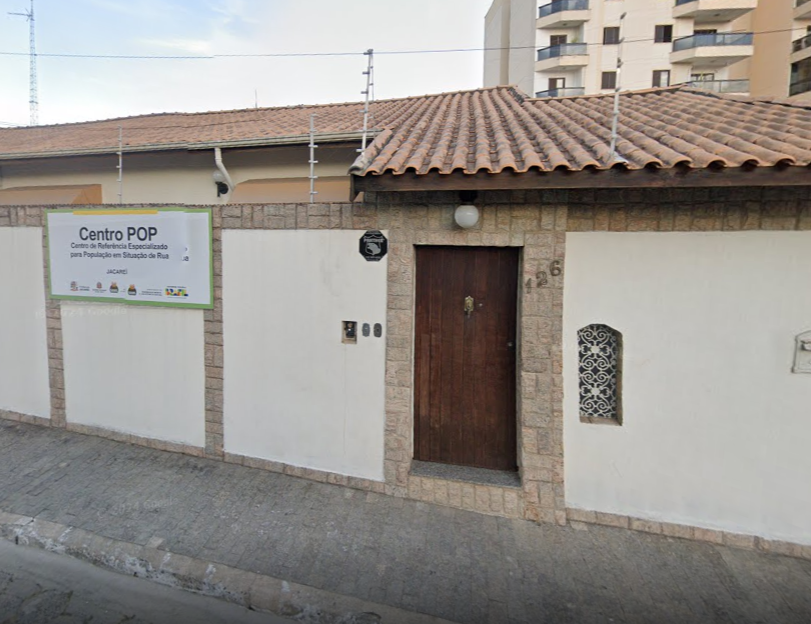 Centro POP
Centro de Referência Especializado
para População em Situação de Rua
JACAREÍ
126